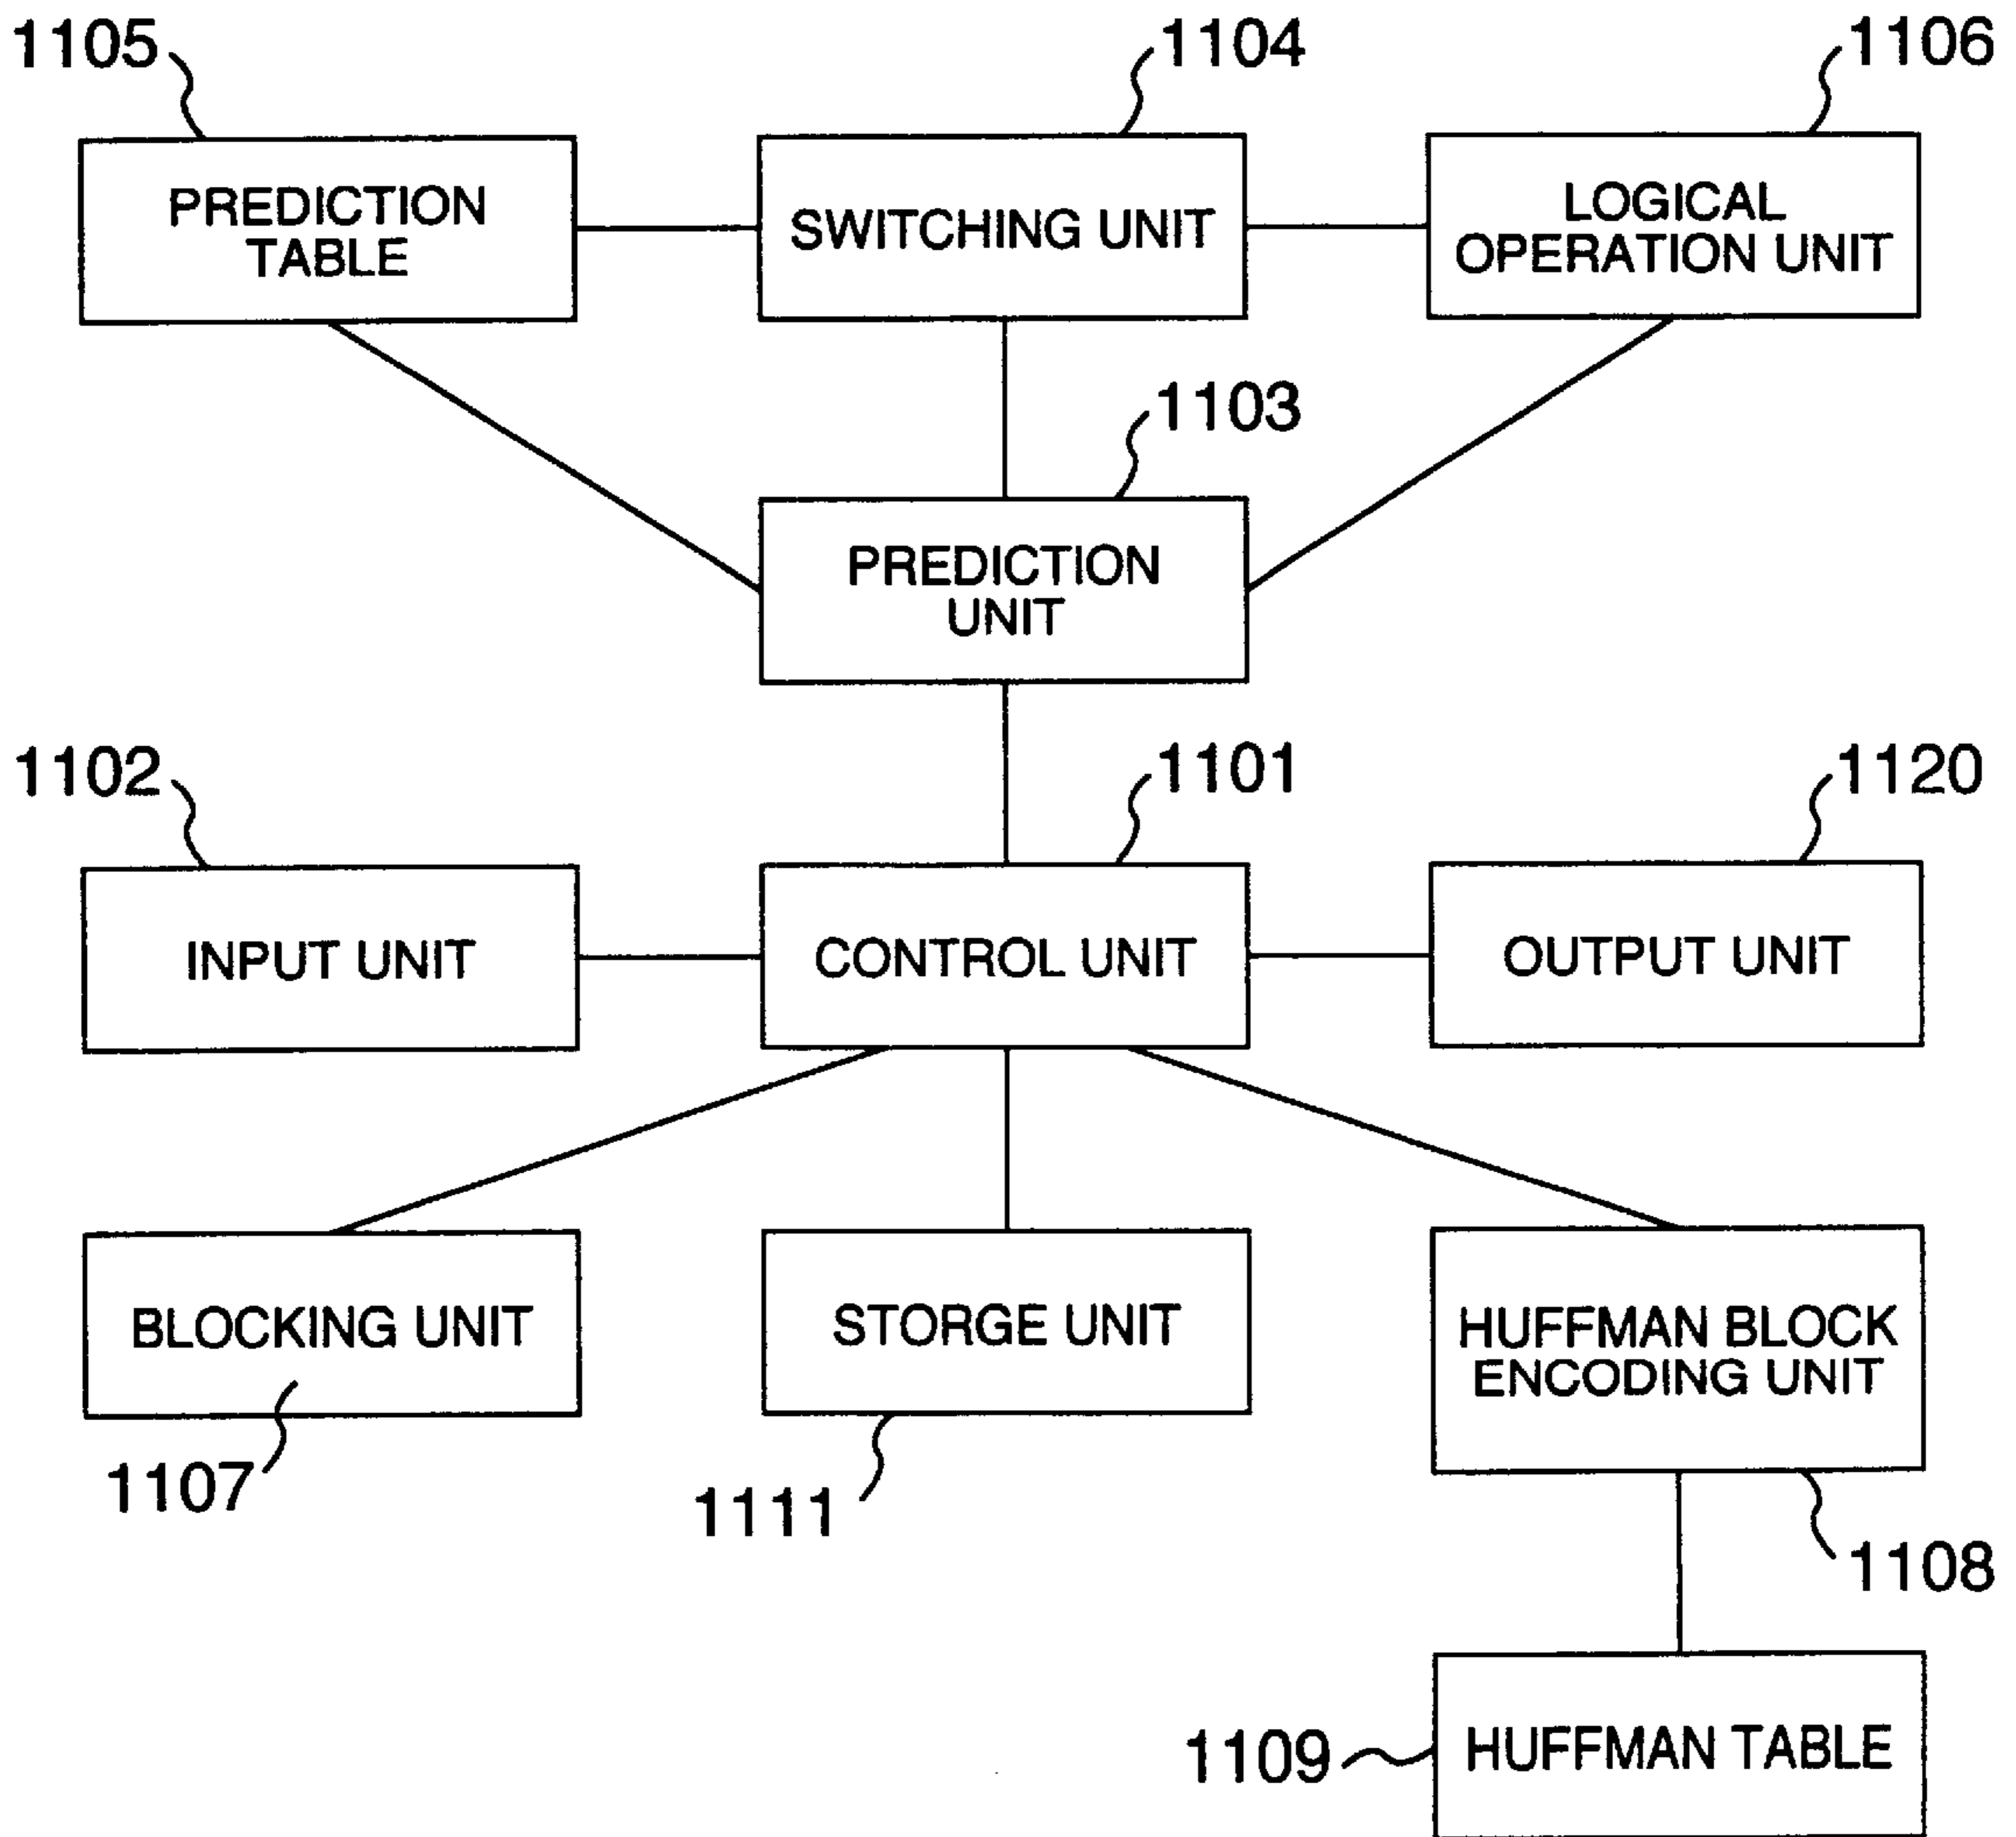 1105
1104
1106
PREDICTION
TABLE
SWITCHING UNIT
LOGICAL
OPERATION UNIT
1103
PREDICTION
UNIT
1102
1101
1120
INPUT UNIT
CONTROL UNIT
OUTPUT UNIT
BLOCKING UNIT
STORGE UNIT
HUFFMAN BLOCK
ENCODING UNIT
1107
1111
1108
1109
HUFFMAN TABLE